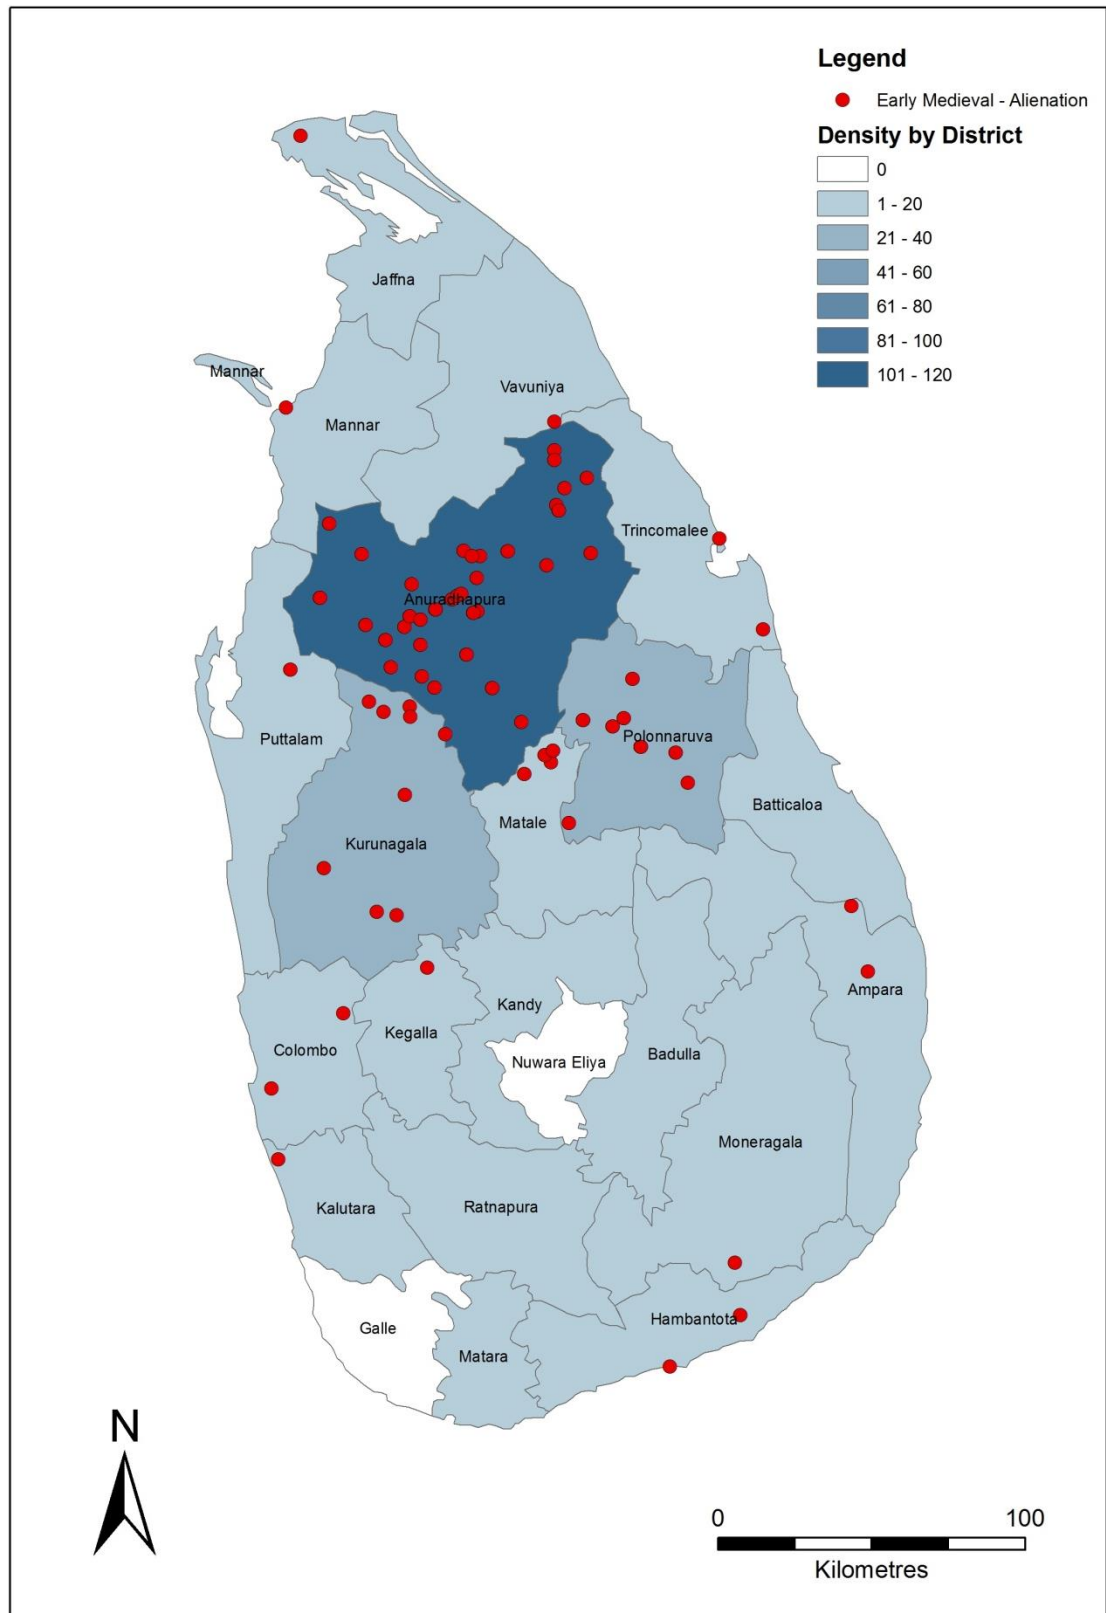 Legend
Early Medieval - Alienation
Density by District
0
1 - 20
21 - 40
41 - 60
61 - 80
81 - 100
101 - 120
Jaffna
Mannar
Vavuniya
Mannar
Trincomalee
Anuradhapura
Puttalam
Polonnaruva
Batticaloa
Matale
Kurunagala
Ampara
Kandy
Kegalla
Colombo
Badulla
Nuwara Eliya
Moneragala
Ratnapura
Kalutara
Hambantota
Galle
Matara
N
0 100
Kilometres